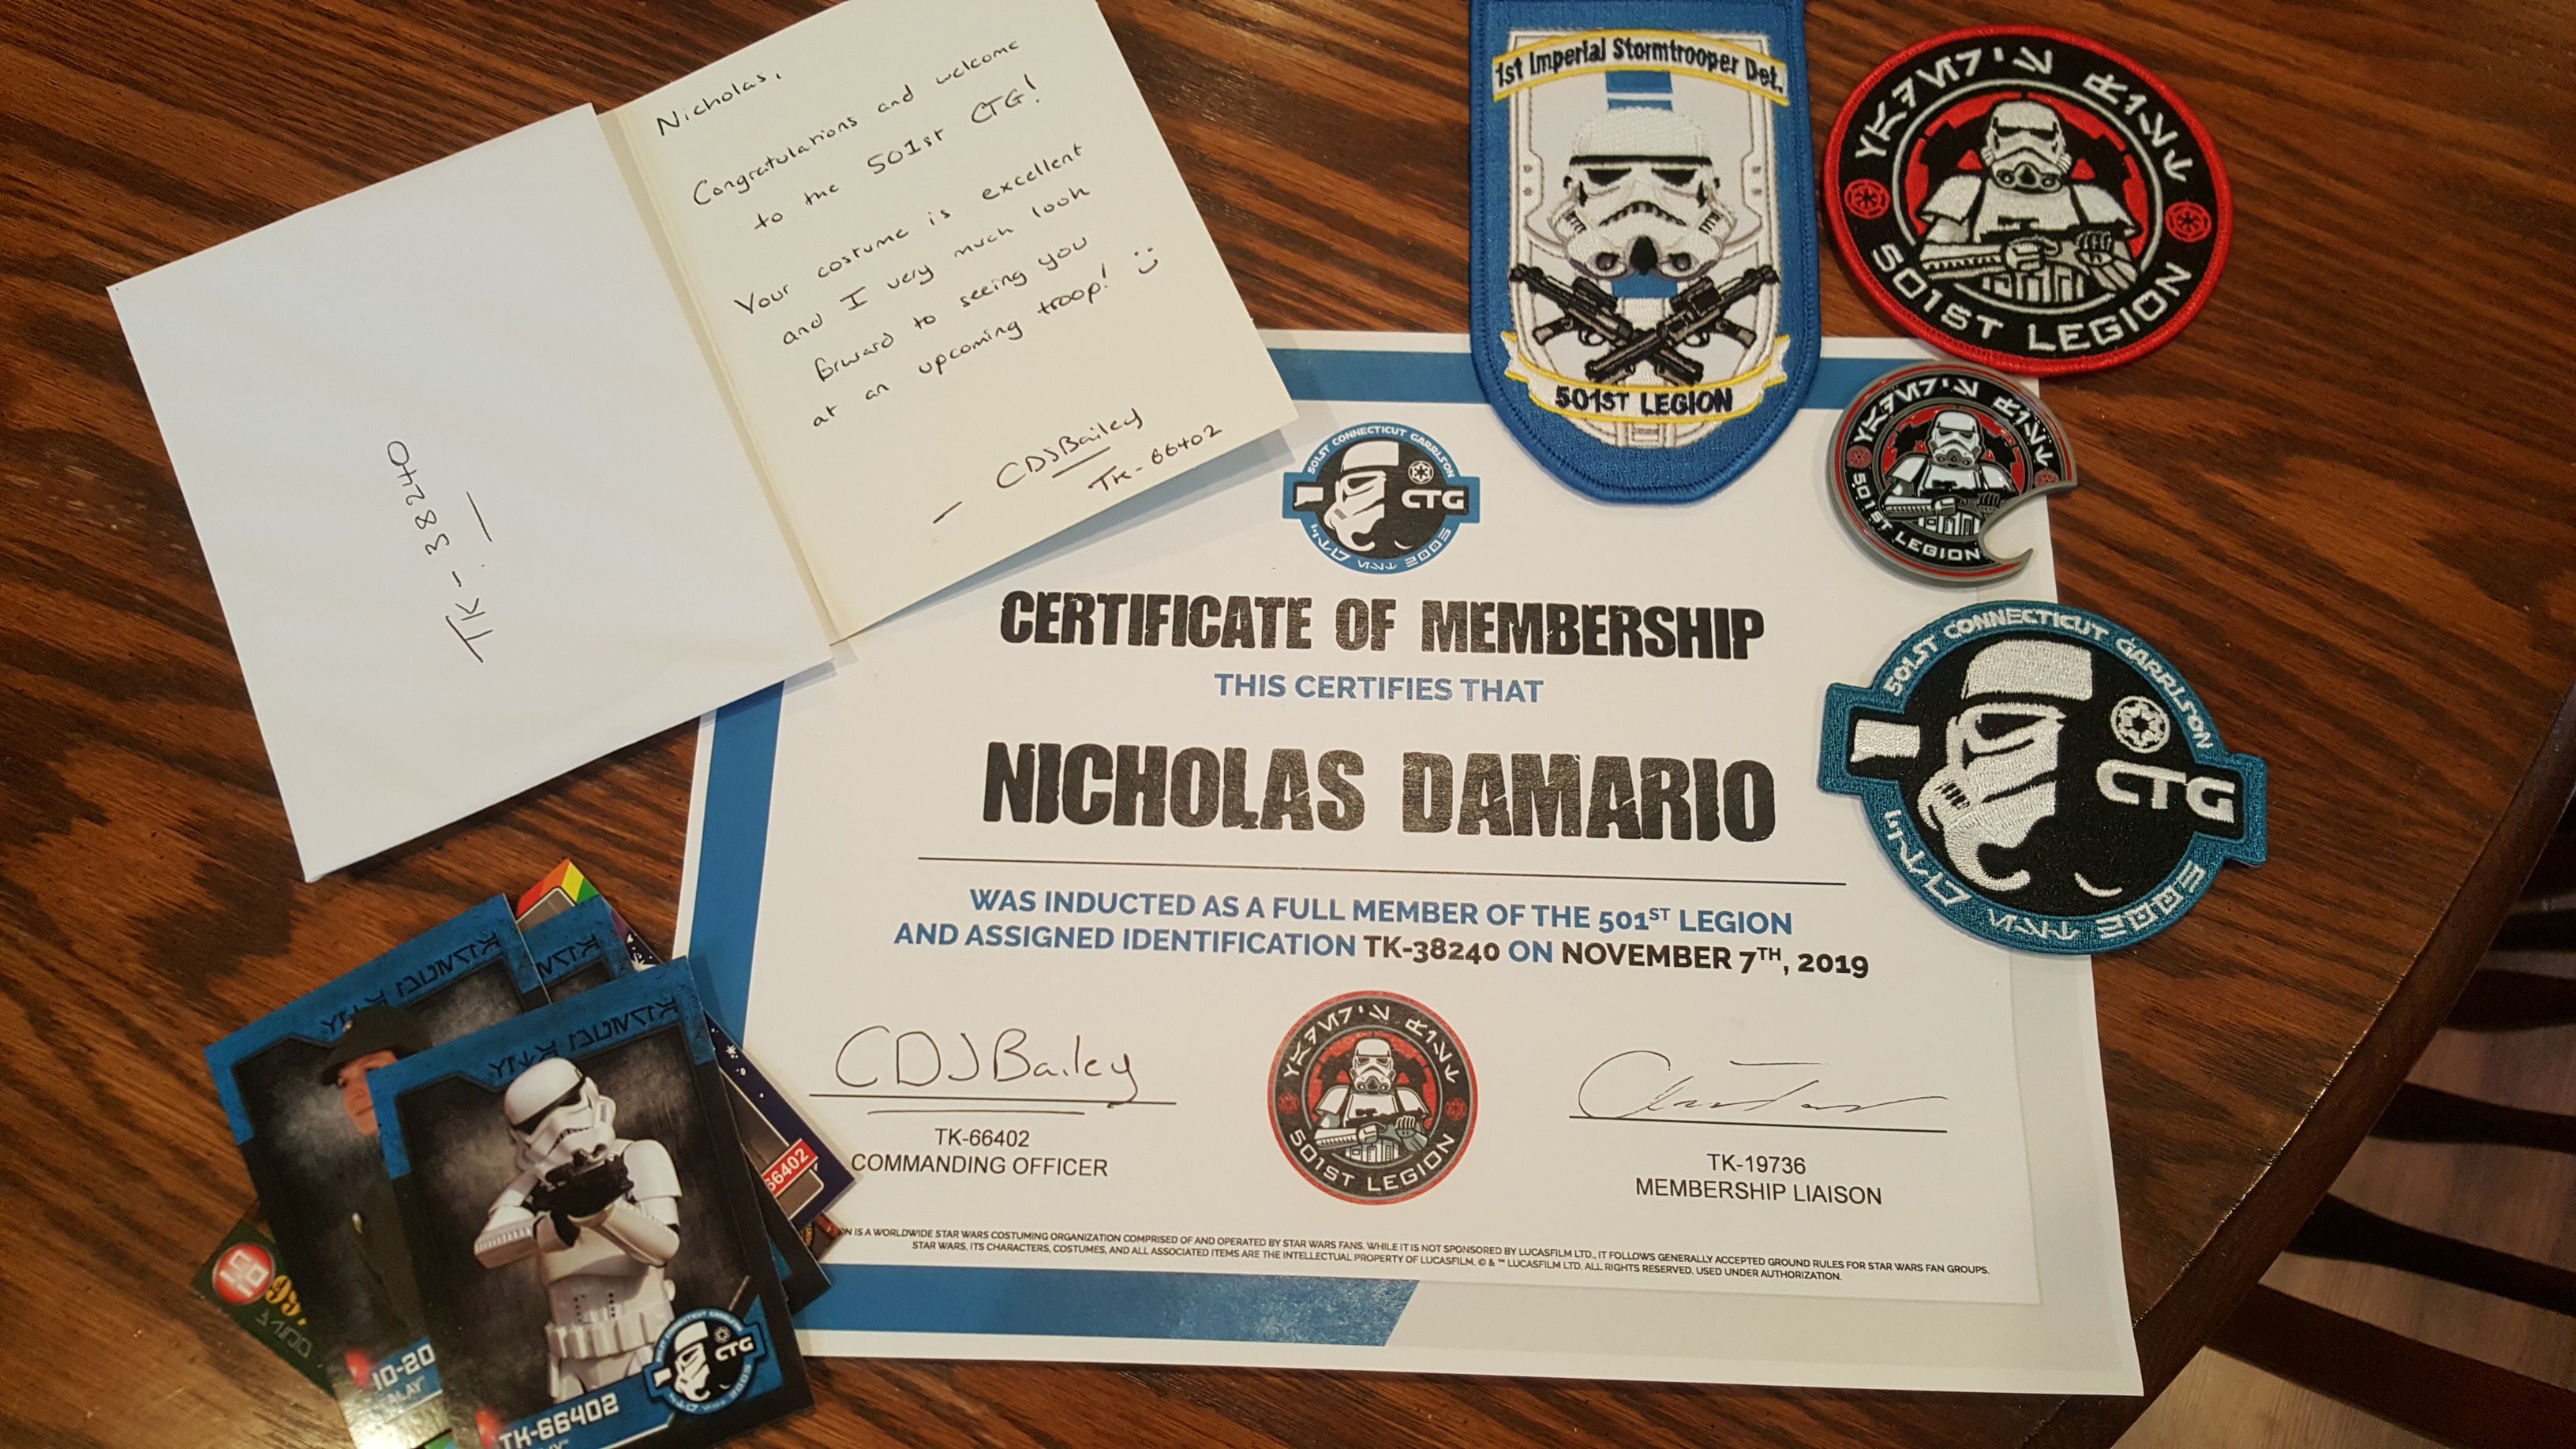 Nicholas,
Congratulations and welcome
to the 501st CTG!
Your costume is excellent
and I very much look
forward to seeing you
at an upcoming troop! :)
— CDJBailey
TK-66402
TK-38240
1st Imperial Stormtrooper Det.
501ST LEGION
501ST LEGION
501ST LEGION
501ST CONNECTICUT GARRISON
CTG
501ST CONNECTICUT GARRISON
CTG
CERTIFICATE OF MEMBERSHIP
THIS CERTIFIES THAT
NICHOLAS DAMARIO
WAS INDUCTED AS A FULL MEMBER OF THE 501ST LEGION
AND ASSIGNED IDENTIFICATION TK-38240 ON NOVEMBER 7TH, 2019
CDJBailey
TK-66402
COMMANDING OFFICER
501ST LEGION
TK-19736
MEMBERSHIP LIAISON
IS A WORLDWIDE STAR WARS COSTUMING ORGANIZATION COMPRISED OF AND OPERATED BY STAR WARS FANS. WHILE IT IS NOT SPONSORED BY LUCASFILM LTD., IT FOLLOWS GENERALLY ACCEPTED GROUND RULES FOR STAR WARS FAN GROUPS.
STAR WARS, ITS CHARACTERS, COSTUMES, AND ALL ASSOCIATED ITEMS ARE THE INTELLECTUAL PROPERTY OF LUCASFILM. © & ™ LUCASFILM LTD. ALL RIGHTS RESERVED. USED UNDER AUTHORIZATION.
66402
10-20
CTG
TK-66402